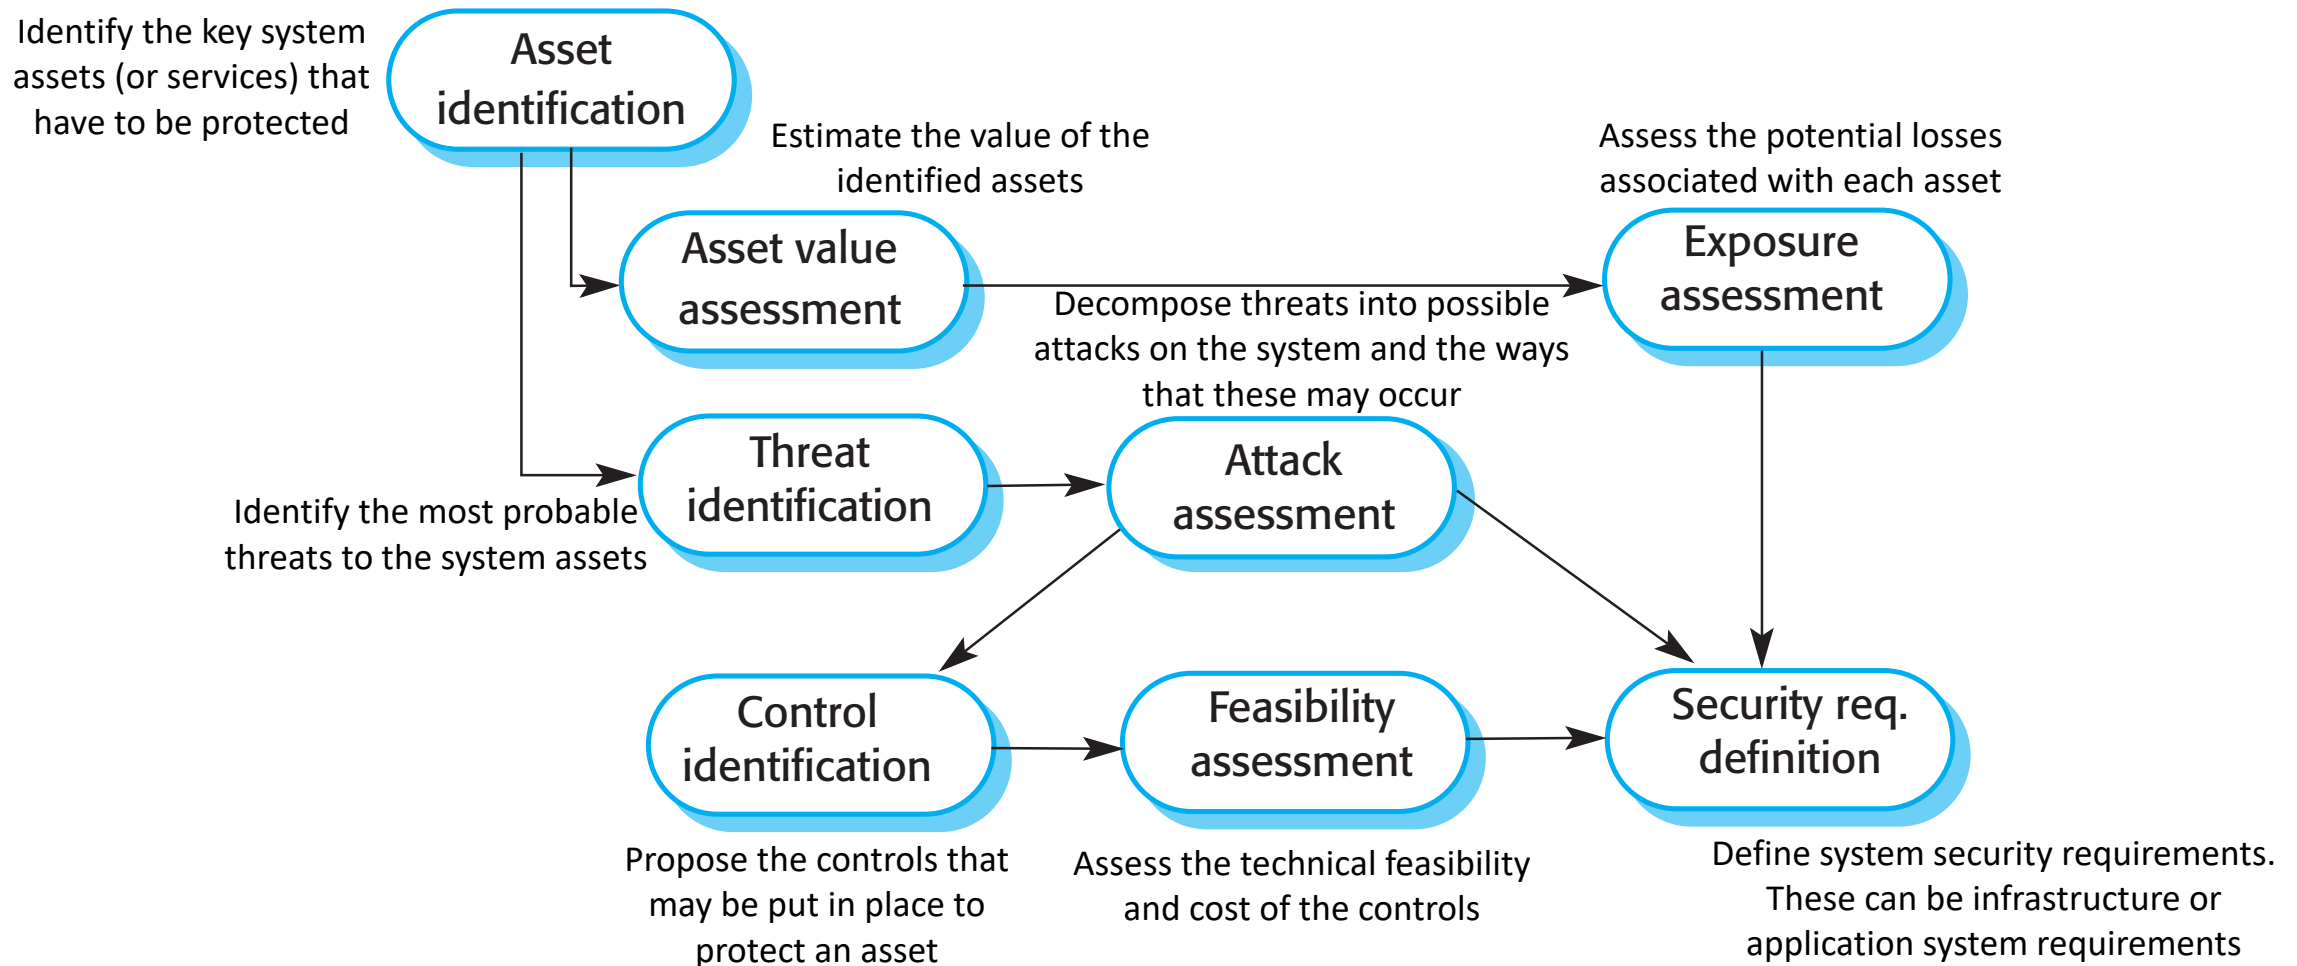 Identify the key system
assets (or services) that
have to be protected
Asset
identification
Estimate the value of the
identified assets
Assess the potential losses
associated with each asset
Asset value
assessment
Exposure
assessment
Decompose threats into possible
attacks on the system and the ways
that these may occur
Threat
identification
Attack
assessment
Identify the most probable
threats to the system assets
Control
identification
Feasibility
assessment
Security req.
definition
Propose the controls that
may be put in place to
protect an asset
Assess the technical feasibility
and cost of the controls
Define system security requirements.
These can be infrastructure or
application system requirements